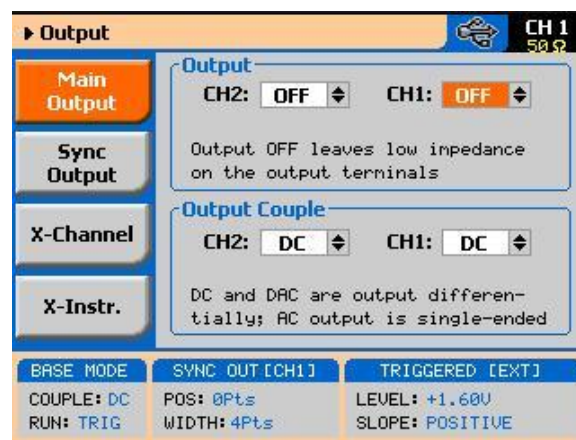 ▶ Output
CH 1
50 Ω
Main
Output
Sync
Output
X-Channel
X-Instr.
Output
CH2: OFF CH1: OFF
Output OFF leaves low impedance
on the output terminals
Output Couple
CH2: DC CH1: DC
DC and DAC are output differen-
tially; AC output is single-ended
BASE MODE
COUPLE: DC
RUN: TRIG
SYNC OUT [CH1]
POS: 0Pts
WIDTH: 4Pts
TRIGGERED [EXT]
LEVEL: +1.60V
SLOPE: POSITIVE